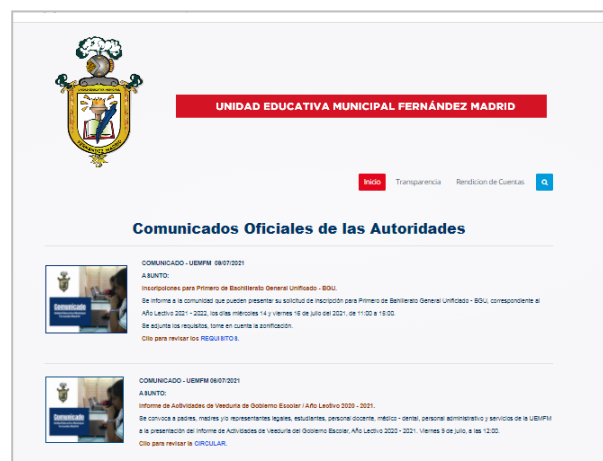 UNIDAD EDUCATIVA MUNICIPAL FERNÁNDEZ MADRID
Inicio Transparencia Rendicion de Cuentas
Comunicados Oficiales de las Autoridades
COMUNICADO - UEMFM 09/07/2021
ASUNTO:
Inscripciones para Primero de Bachillerato General Unificado - BGU.
Se informa a la comunidad que pueden presentar su solicitud de inscripción para Primero de Bahillerato General Unificado - BGU, correspondiente al
Año Lectivo 2021 - 2022, los días miércoles 14 y viernes 16 de julio del 2021, de 11:00 a 15:00.
Se adjunta los requisitos, tome en cuenta la zonificación.
Clic para revisar los REQUISITOS.
Comunicado
COMUNICADO - UEMFM 06/07/2021
ASUNTO:
Informe de Actividades de Veeduría de Gobierno Escolar / Año Lectivo 2020 - 2021.
Se convoca a padres, madres y/o representantes legales, estudiantes, personal docente, médico - dental, personal administrativo y servicios de la UEMFM
a la presentación del Informe de Actividades de Veeduría del Gobierno Escolar, Año Lectivo 2020 - 2021. Viernes 9 de julio, a las 12:00.
Clic para revisar la CIRCULAR.
Comunicado